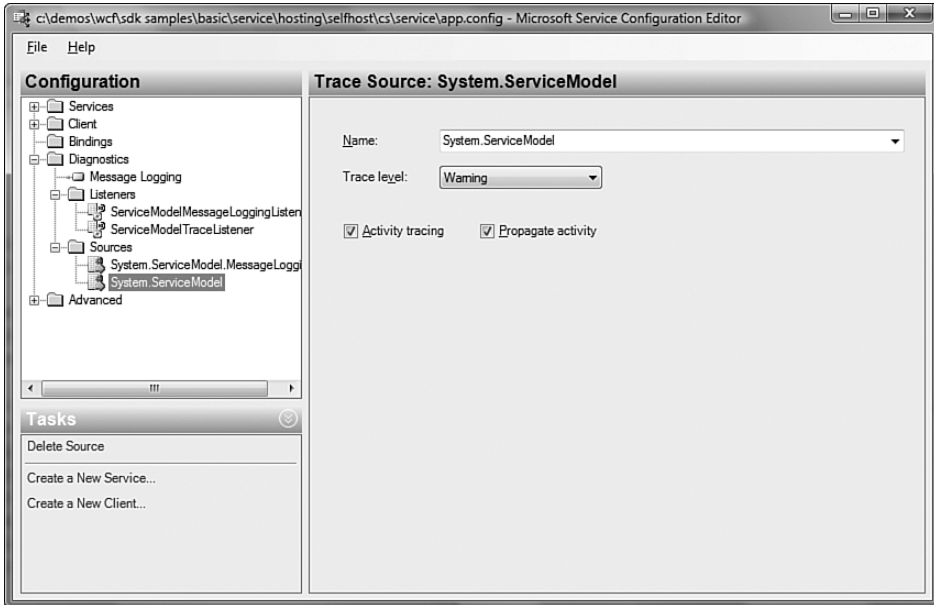 c:\demos\wcf\sdk samples\basic\service\hosting\selfhost\cs\service\app.config - Microsoft Service Configuration Editor
File Help
Configuration
Services
Client
Bindings
Diagnostics
Message Logging
Listeners
ServiceModelMessageLoggingListen
ServiceModelTraceListener
Sources
System.ServiceModel.MessageLoggi
System.ServiceModel
Advanced
Tasks
Delete Source
Create a New Service...
Create a New Client...
Trace Source: System.ServiceModel
Name: System.ServiceModel
Trace level: Warning
Activity tracing Propagate activity